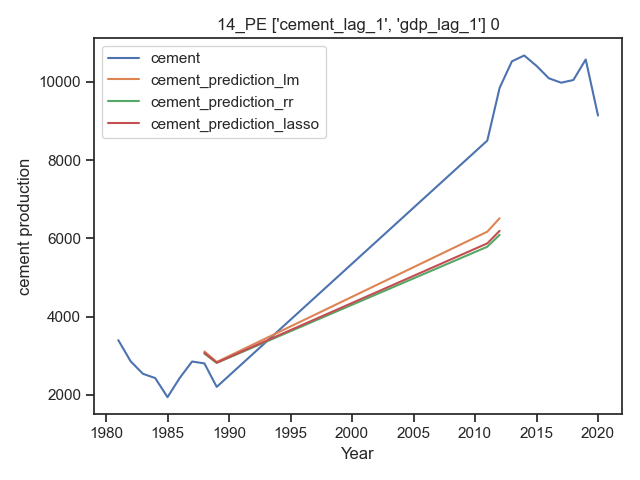 14_PE ['cement_lag_1', 'gdp_lag_1'] 0
cement
cement_prediction_lm
cement_prediction_rr
cement_prediction_lasso
cement production
10000
8000
6000
4000
2000
1980 1985 1990 1995 2000 2005 2010 2015 2020
Year